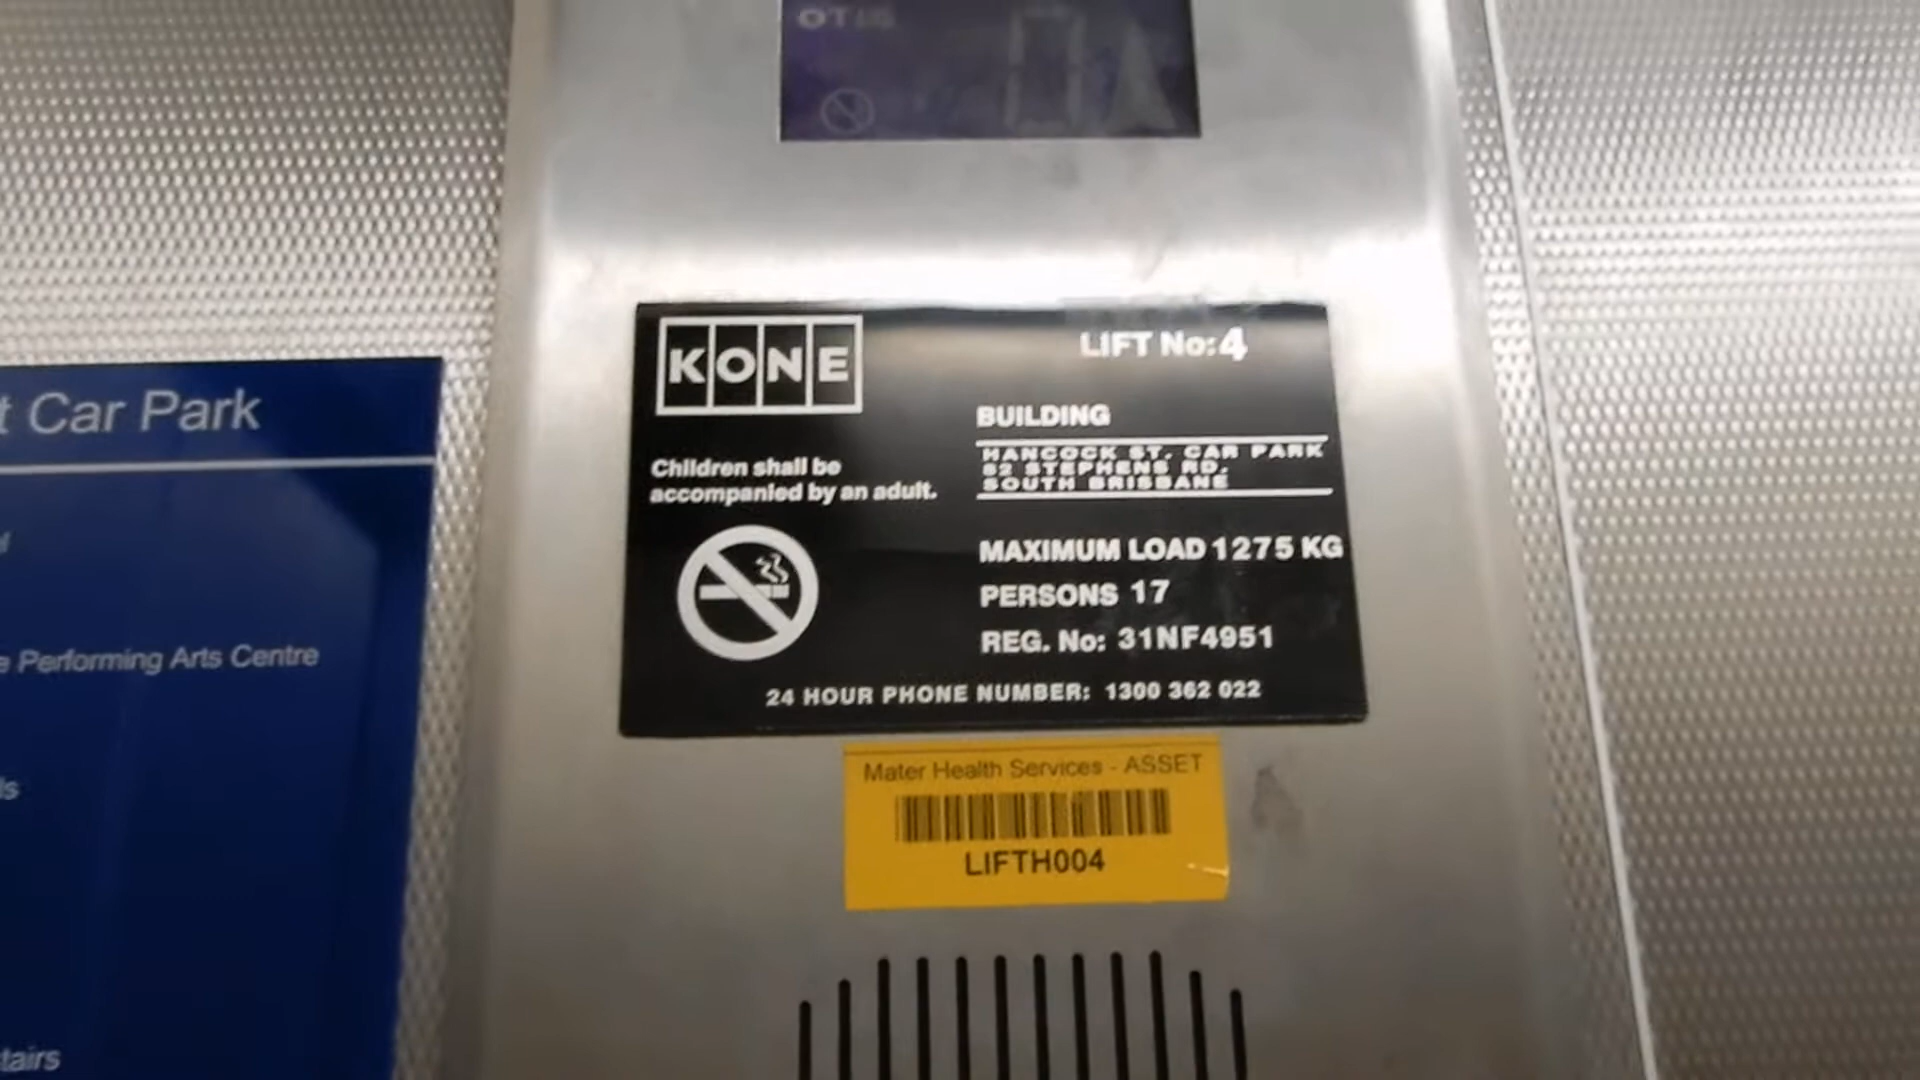 OTIS
KONE
LIFT No:4
Children shall be
accompanied by an adult.
BUILDING
HANCOCK ST. CAR PARK
82 STEPHENS RD.
SOUTH BRISBANE
MAXIMUM LOAD 1275 KG
PERSONS 17
REG. No: 31NF4951
24 HOUR PHONE NUMBER: 1300 362 022
Mater Health Services - ASSET
LIFTH004
Car Park
Performing Arts Centre